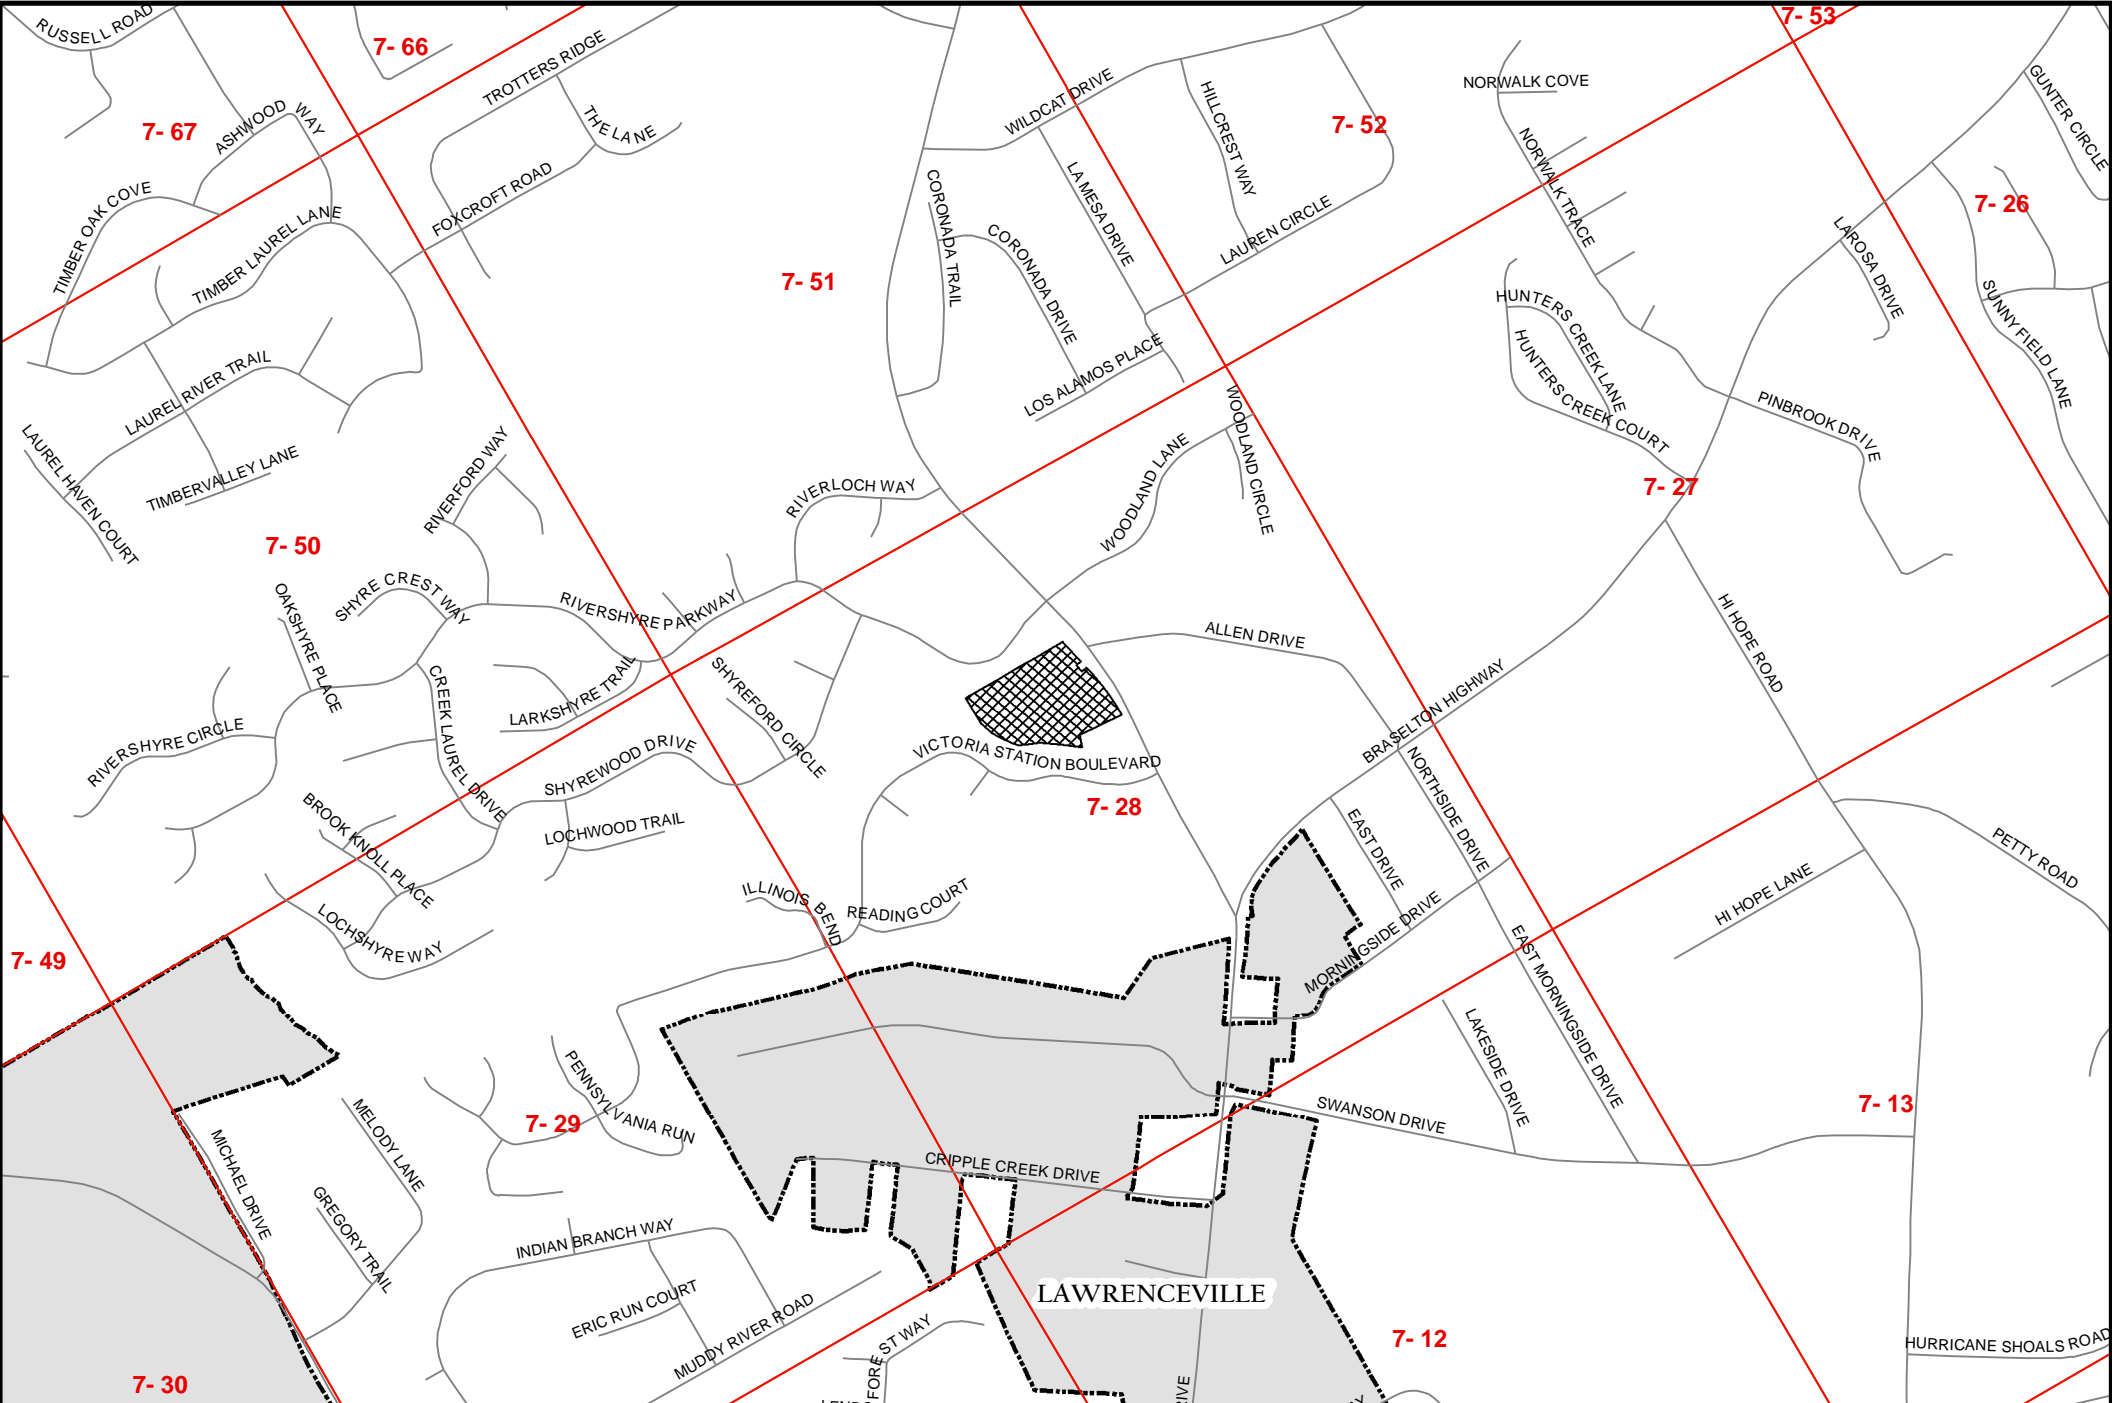 RUSSELL ROAD
7- 66
7- 53
TROTTERS RIDGE
WILDCAT DRIVE
NORWALK COVE
GUNTER CIRCLE
HILLCREST WAY
7- 67
ASHWOOD WAY
THE LANE
7- 52
NORWALK TRACE
TIMBER OAK COVE
FOXCROFT ROAD
LA MESA DRIVE
CORONADA TRAIL
LAUREN CIRCLE
7- 26
TIMBER LAUREL LANE
CORONADA DRIVE
LAROSA DRIVE
7- 51
HUNTERS CREEK LANE
SUNNY FIELD LANE
LAUREL RIVER TRAIL
LOS ALAMOS PLACE
HUNTERS CREEK COURT
PINBROOK DRIVE
LAUREL HAVEN COURT
WOODLAND CIRCLE
TIMBERVALLEY LANE
RIVERFORD WAY
RIVERLOCH WAY
WOODLAND LANE
7- 27
7- 50
SHYRE CREST WAY
OAKSHYRE PLACE
RIVERSHYRE PARKWAY
HI HOPE ROAD
ALLEN DRIVE
SHYREFORD CIRCLE
CREEK LAUREL DRIVE
LARKSHYRE TRAIL
BRASELTON HIGHWAY
RIVERSHYRE CIRCLE
SHYREWOOD DRIVE
VICTORIA STATION BOULEVARD
NORTHSIDE DRIVE
7- 28
BROOK KNOLL PLACE
LOCHWOOD TRAIL
EAST DRIVE
PETTY ROAD
HI HOPE LANE
ILLINOIS BEND
READING COURT
LOCHSHYRE WAY
MORNINGSIDE DRIVE
EAST MORNINGSIDE DRIVE
7- 49
LAKESIDE DRIVE
PENNSYLVANIA RUN
MELODY LANE
7- 29
SWANSON DRIVE
7- 13
MICHAEL DRIVE
CRIPPLE CREEK DRIVE
GREGORY TRAIL
INDIAN BRANCH WAY
LAWRENCEVILLE
ERIC RUN COURT
MUDDY RIVER ROAD
7- 12
HURRICANE SHOALS ROAD
ST WAY
FORE
7- 30
RIVE